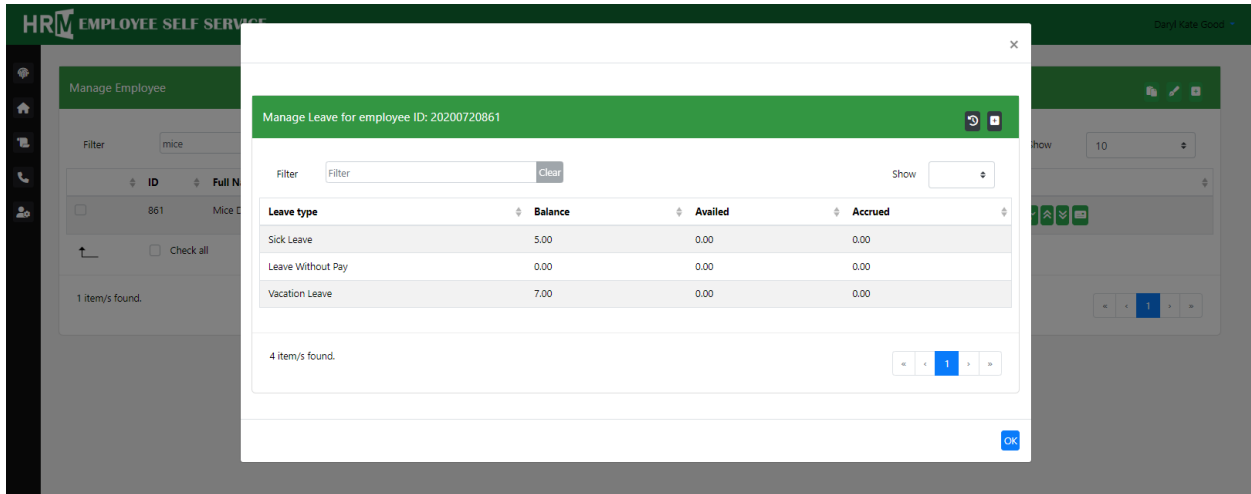 HRM EMPLOYEE SELF SERVICE
Daryl Kate Good
×
Manage Employee
Manage Leave for employee ID: 20200720861
Filter mice
Show 10
Filter Filter Clear
Show
ID Full N
Leave type Balance Availed Accrued
861 Mice D
Sick Leave 5.00 0.00 0.00
Check all
Leave Without Pay 0.00 0.00 0.00
Vacation Leave 7.00 0.00 0.00
1 item/s found.
« ‹ 1 › »
4 item/s found.
« ‹ 1 › »
OK